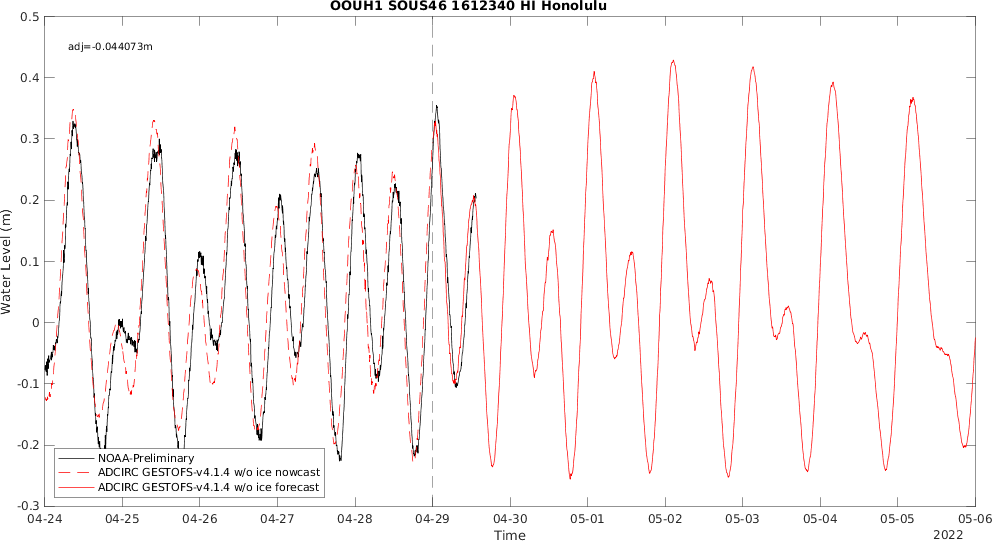 OOUH1 SOUS46 1612340 HI Honolulu
adj=-0.044073m
0.5
0.4
0.3
0.2
0.1
0
-0.1
-0.2
-0.3
Water Level (m)
NOAA-Preliminary
ADCIRC GESTOFS-v4.1.4 w/o ice nowcast
ADCIRC GESTOFS-v4.1.4 w/o ice forecast
04-24 04-25 04-26 04-27 04-28 04-29 04-30 05-01 05-02 05-03 05-04 05-05 05-06
Time
2022